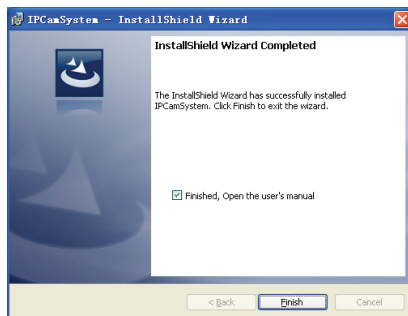 IPCamSystem - InstallShield Wizard
InstallShield Wizard Completed
The InstallShield Wizard has successfully installed
IPCamSystem. Click Finish to exit the wizard.
Finished, Open the user's manual
< Back
Finish
Cancel